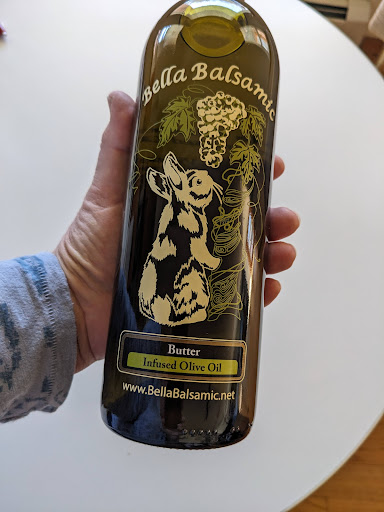 Bella Balsamic
Butter
Infused Olive Oil
www.BellaBalsamic.net